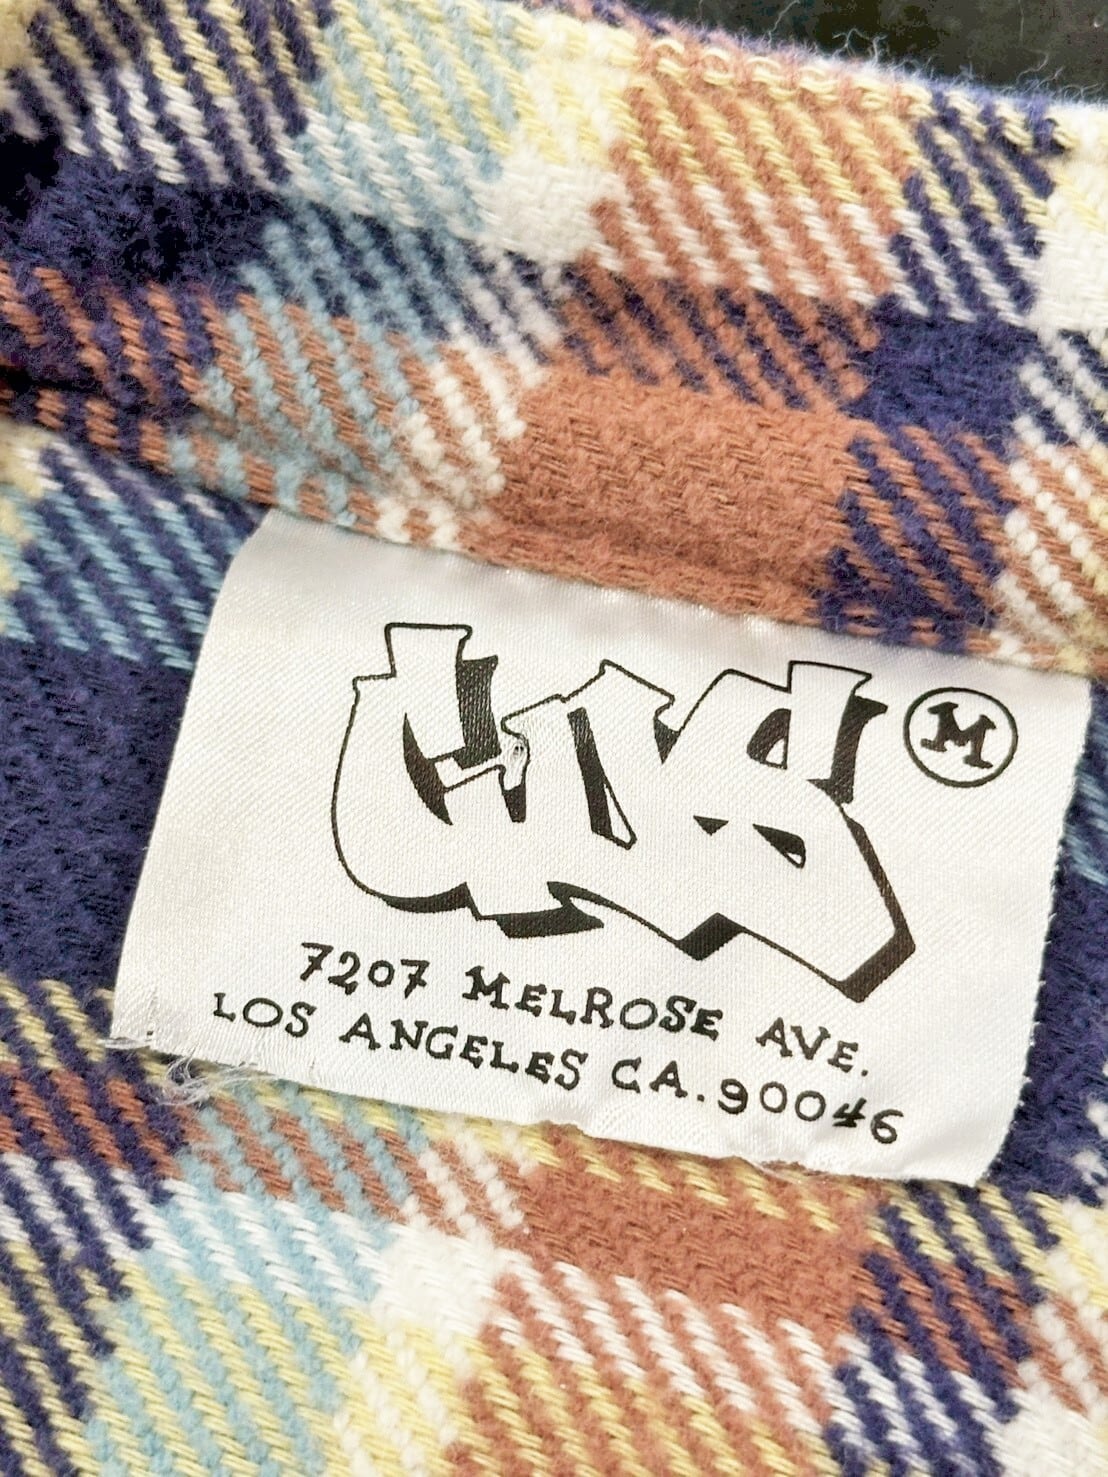 M
7207 MELROSE AVE.
LOS ANGELES CA. 90046